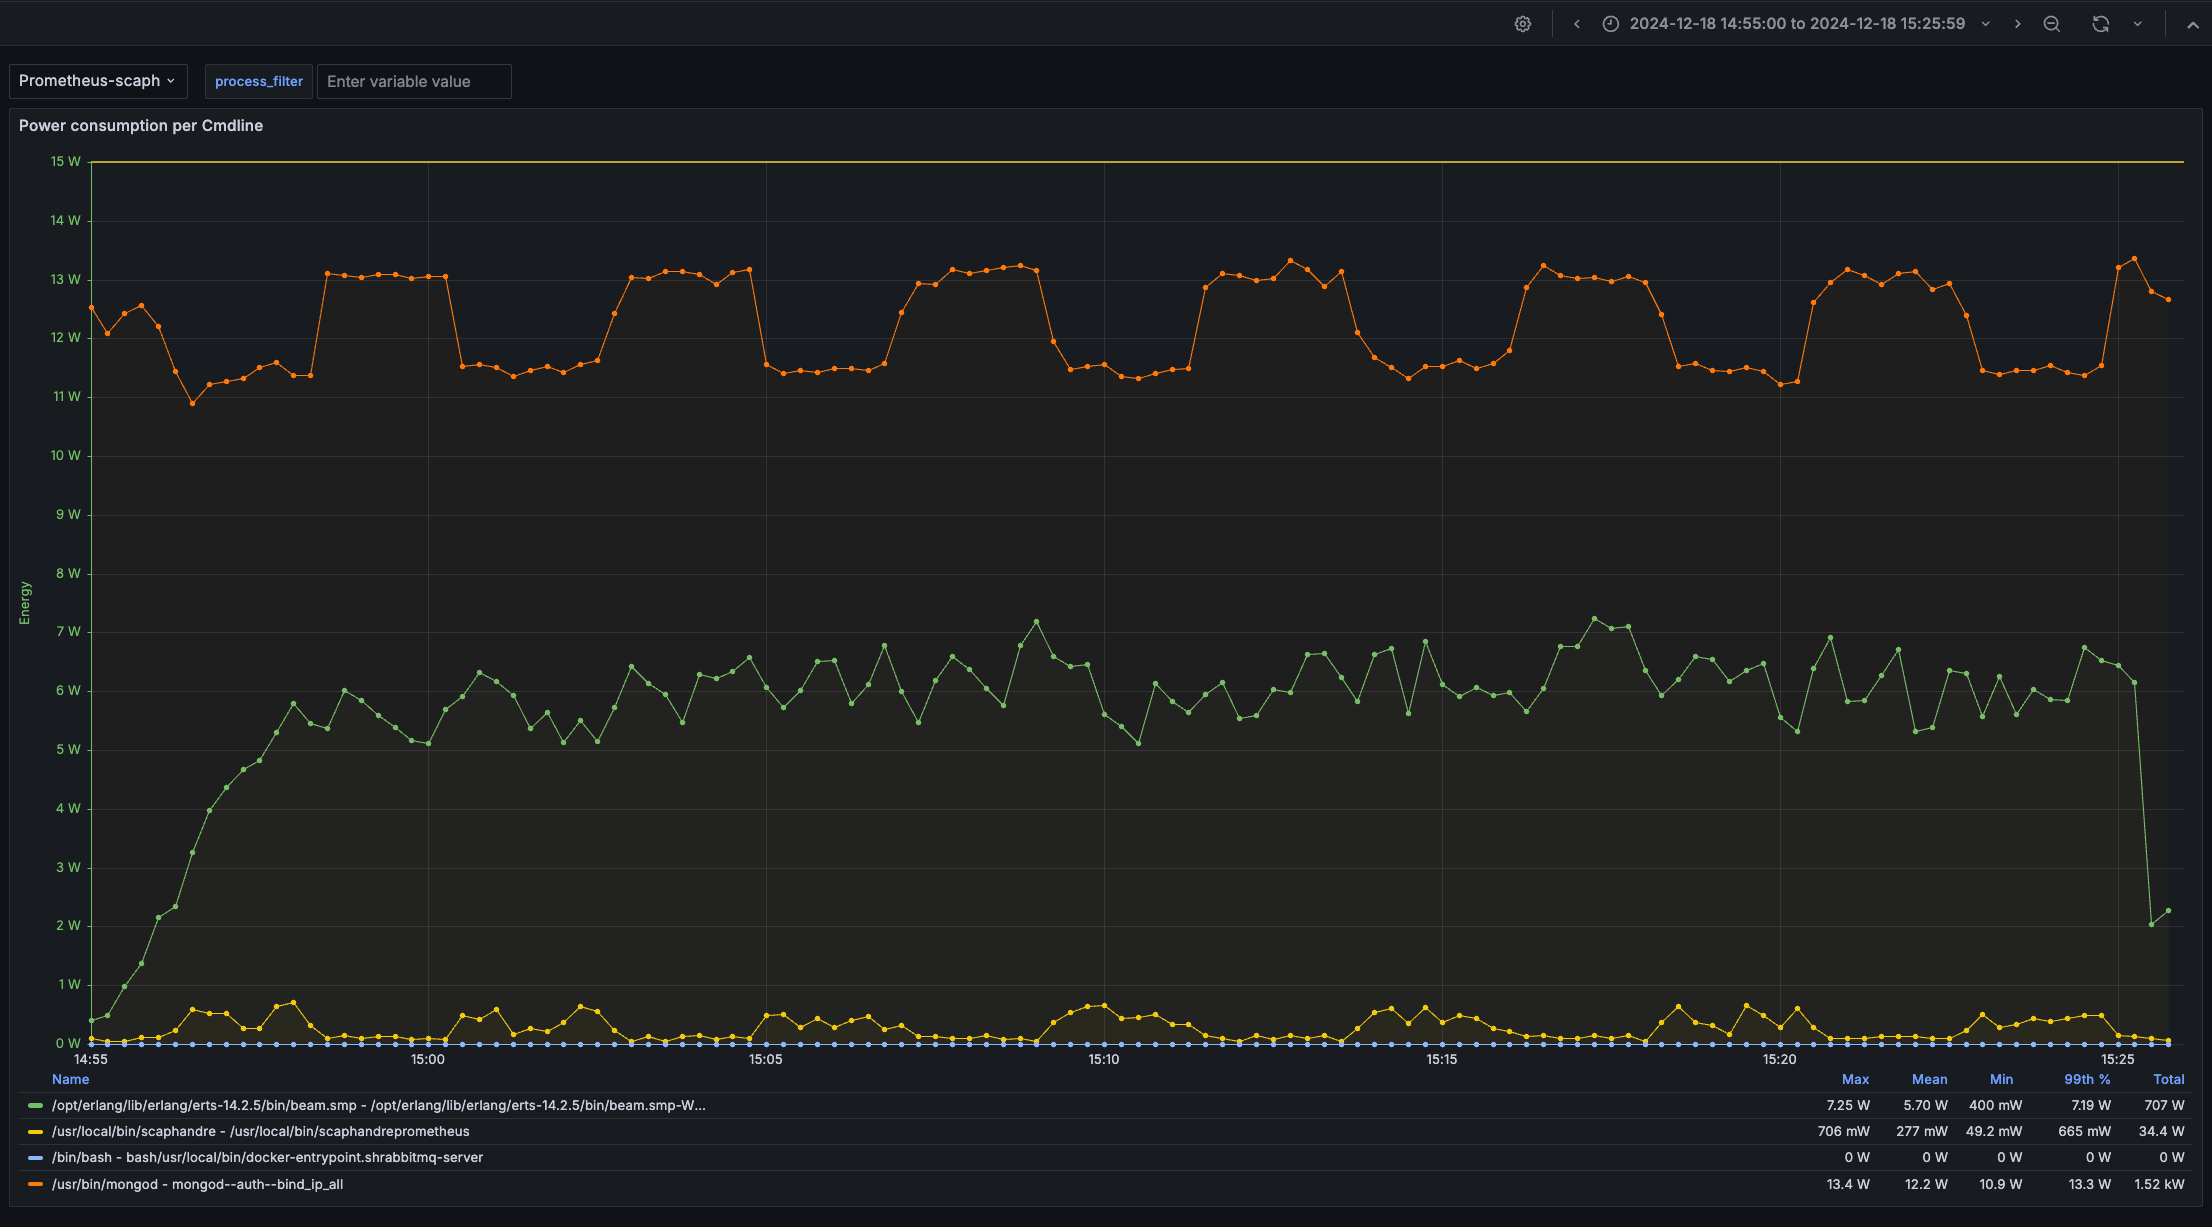 2024-12-18 14:55:00 to 2024-12-18 15:25:59
Prometheus-scaph process_filter Enter variable value
Power consumption per Cmdline
15 W
14 W
13 W
12 W
11 W
10 W
9 W
8 W
7 W
6 W
5 W
4 W
3 W
2 W
1 W
0 W
Energy
14:55 15:00 15:05 15:10 15:15 15:20 15:25
Name Max Mean Min 99th % Total
/opt/erlang/lib/erlang/erts-14.2.5/bin/beam.smp - /opt/erlang/lib/erlang/erts-14.2.5/bin/beam.smp-W... 7.25 W 5.70 W 400 mW 7.19 W 707 W
/usr/local/bin/scaphandre - /usr/local/bin/scaphandreprometheus 706 mW 277 mW 49.2 mW 665 mW 34.4 W
/bin/bash - bash/usr/local/bin/docker-entrypoint.shrabbitmq-server 0 W 0 W 0 W 0 W 0 W
/usr/bin/mongod - mongod--auth--bind_ip_all 13.4 W 12.2 W 10.9 W 13.3 W 1.52 kW